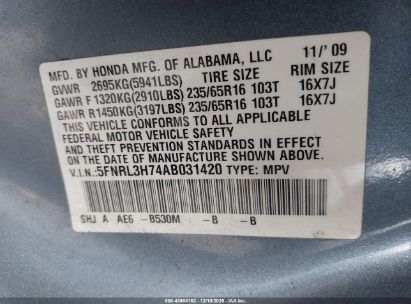 MFD. BY HONDA MFG. OF ALABAMA, LLC 11/' 09
GVWR 2695KG(5941LBS) TIRE SIZE RIM SIZE
GAWR F 1320KG(2910LBS) 235/65R16 103T 16X7J
GAWR R1450KG(3197LBS) 235/65R16 103T 16X7J
THIS VEHICLE CONFORMS TO ALL APPLICABLE
FEDERAL MOTOR VEHICLE SAFETY
AND THEFT PREVENTION STANDARDS IN EFFECT
ON THE DATE OF MANUFACTURE SHOWN ABOVE.
V.I.N.:5FNRL3H74AB031420 TYPE: MPV
SHJ A AE6 -B530M -B -B